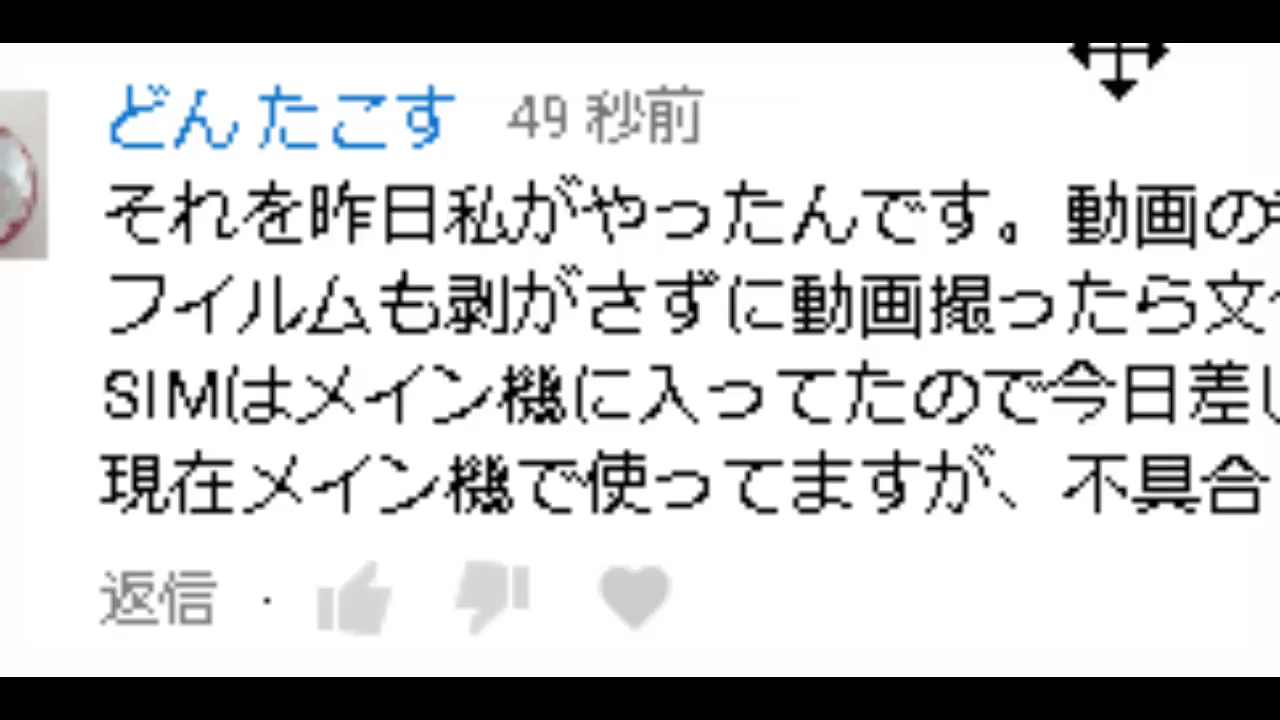 どん たこす 49 秒前
それを昨日私がやったんです。動画の
フィルムも剥がさずに動画撮ったら文
SIMはメイン機に入ってたので今日差し
現在メイン機で使ってますが、不具合
返信 ·